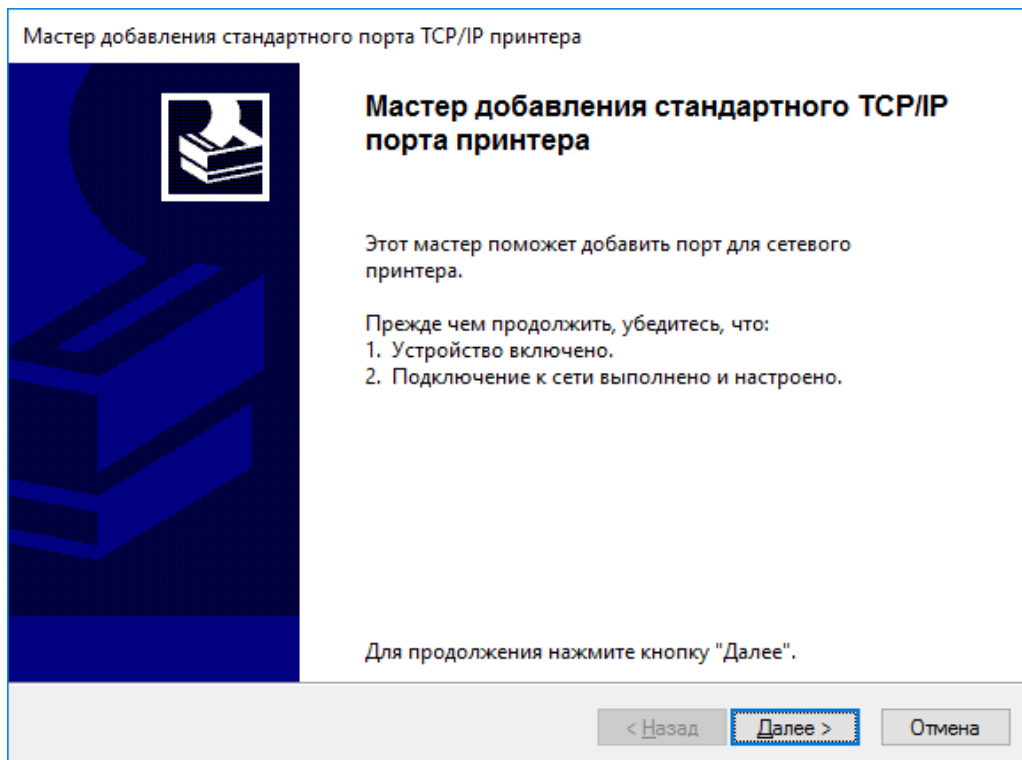 Мастер добавления стандартного порта TCP/IP принтера
Мастер добавления стандартного TCP/IP
порта принтера
Этот мастер поможет добавить порт для сетевого
принтера.
Прежде чем продолжить, убедитесь, что:
1. Устройство включено.
2. Подключение к сети выполнено и настроено.
Для продолжения нажмите кнопку "Далее".
< Назад Далее > Отмена